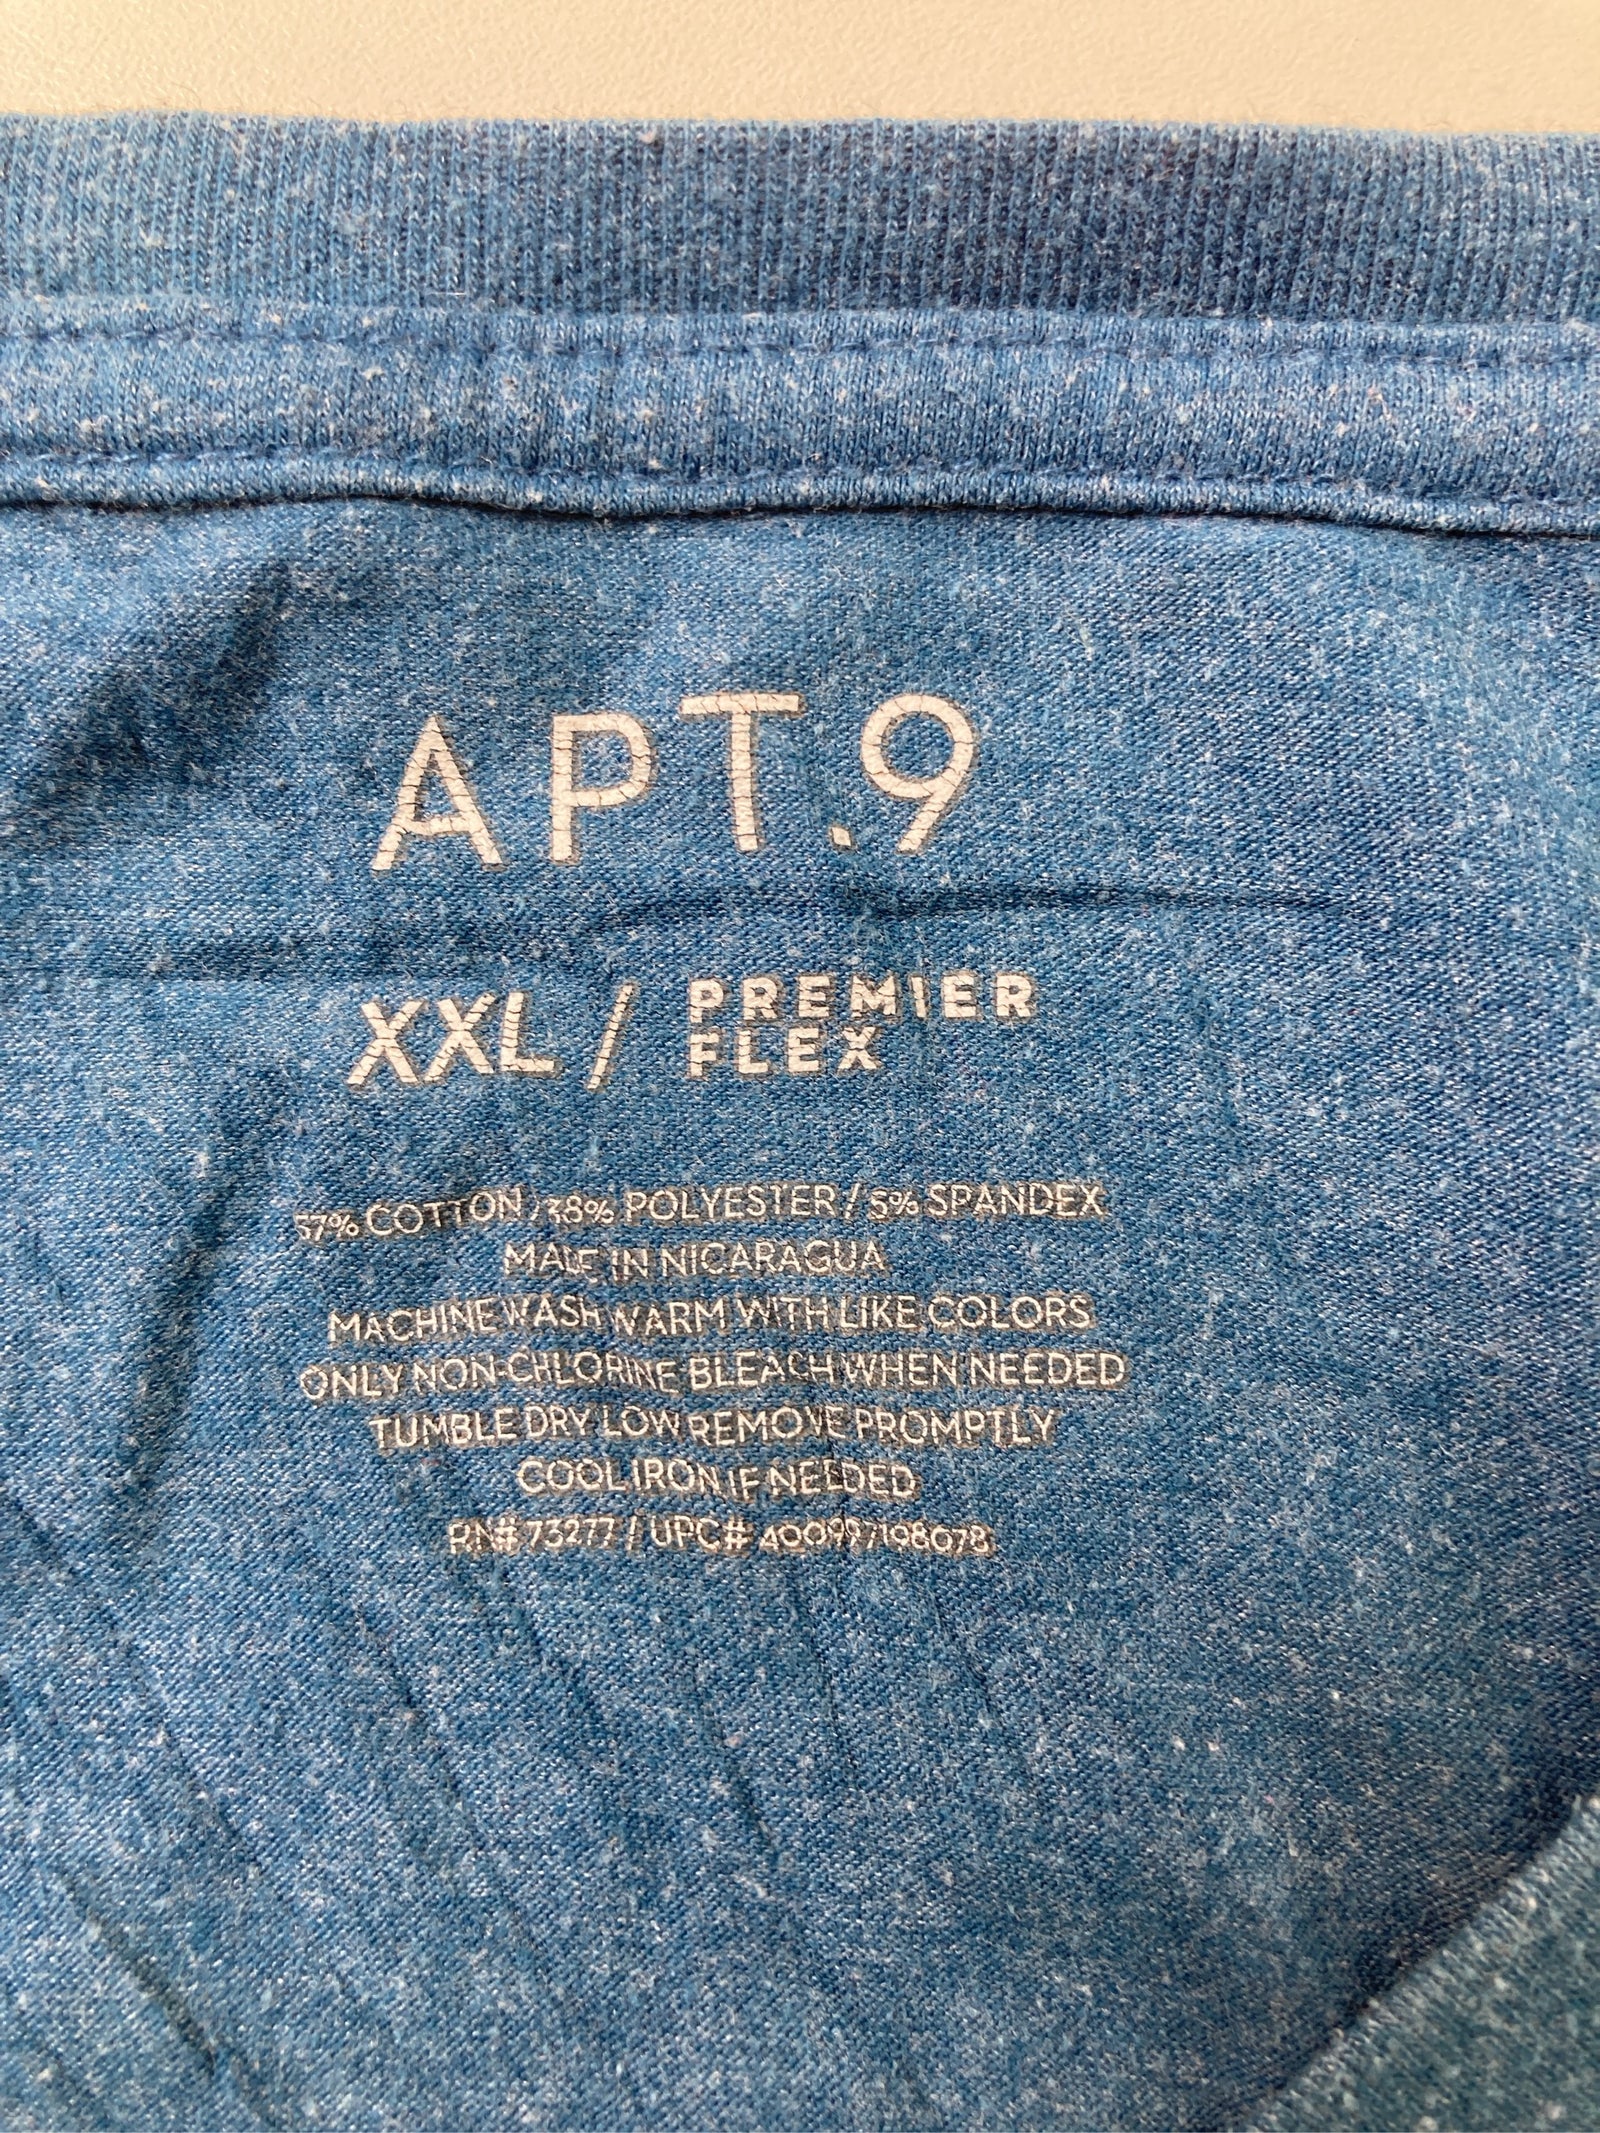 APT.9
XXL / PREMIER
FLEX
57% COTTON / 38% POLYESTER / 5% SPANDEX
MADE IN NICARAGUA
MACHINE WASH WARM WITH LIKE COLORS
ONLY NON-CHLORINE BLEACH WHEN NEEDED
TUMBLE DRY LOW REMOVE PROMPTLY
COOL IRON IF NEEDED
RN# 73277 / UPC# 400997198078